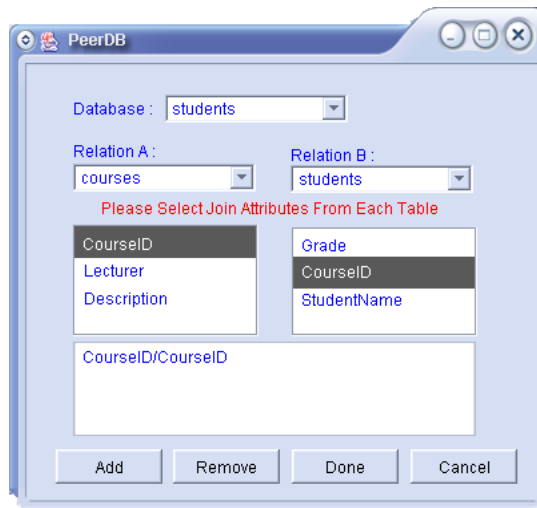 PeerDB
Database : students
Relation A :
Relation B :
courses
students
Please Select Join Attributes From Each Table
CourseID
Lecturer
Description
Grade
CourseID
StudentName
CourseID/CourseID
Add Remove Done Cancel